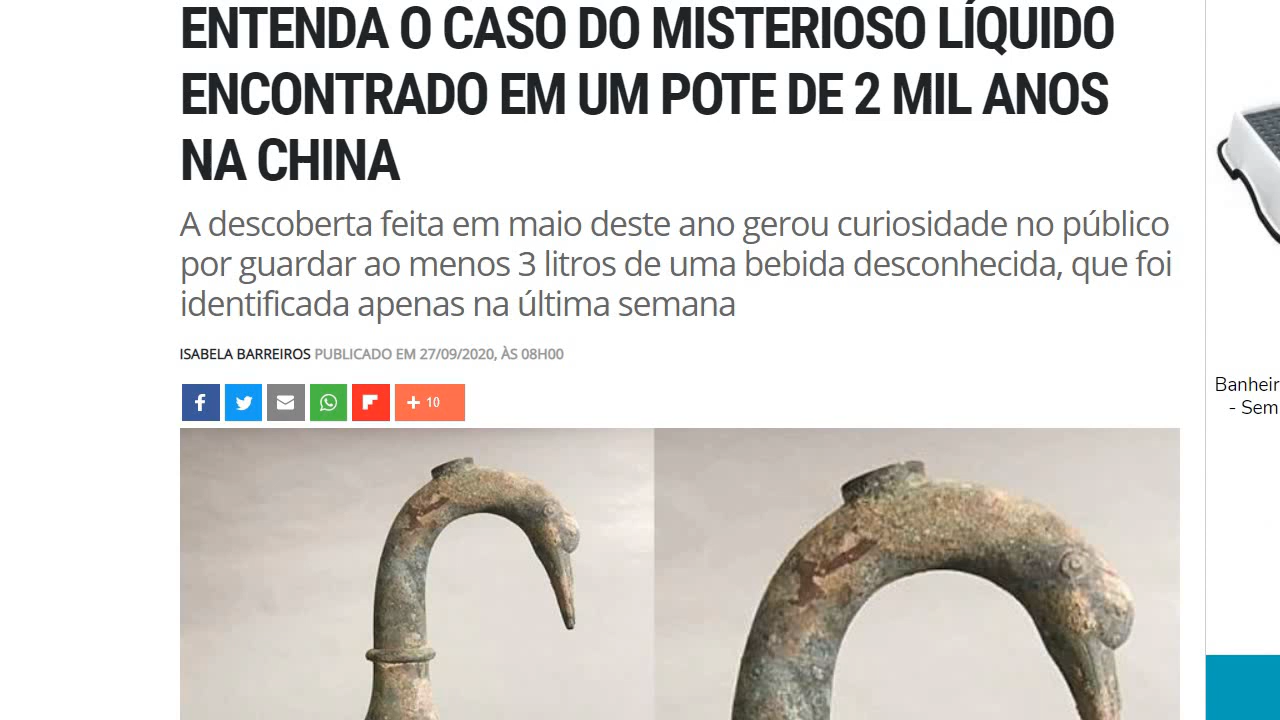 ENTENDA O CASO DO MISTERIOSO LÍQUIDO
ENCONTRADO EM UM POTE DE 2 MIL ANOS
NA CHINA
A descoberta feita em maio deste ano gerou curiosidade no público
por guardar ao menos 3 litros de uma bebida desconhecida, que foi
identificada apenas na última semana
ISABELA BARREIROS PUBLICADO EM 27/09/2020, ÀS 08H00
+ 10
Banheir
- Sem